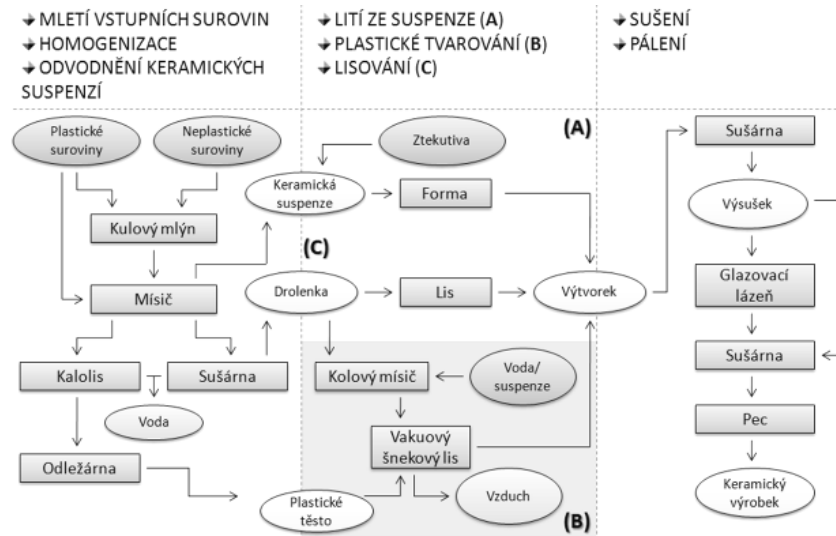 MLETÍ VSTUPNÍCH SUROVIN
HOMOGENIZACE
ODVODNĚNÍ KERAMICKÝCH
SUSPENZÍ
LITÍ ZE SUSPENZE (A)
PLASTICKÉ TVAROVÁNÍ (B)
LISOVÁNÍ (C)
SUŠENÍ
PÁLENÍ
Plastické
suroviny
Neplastické
suroviny
Ztekutiva
(A)
Sušárna
Keramická
suspenze
Forma
Výsušek
Kulový mlýn
(C)
Mísič
Drolenka
Lis
Výtvorek
Glazovací
lázeň
Kalolis
Sušárna
Kolový mísič
Voda/
suspenze
Sušárna
Voda
Vakuový
šnekový lis
Pec
Odležárna
Plastické
těsto
Vzduch
(B)
Keramický
výrobek